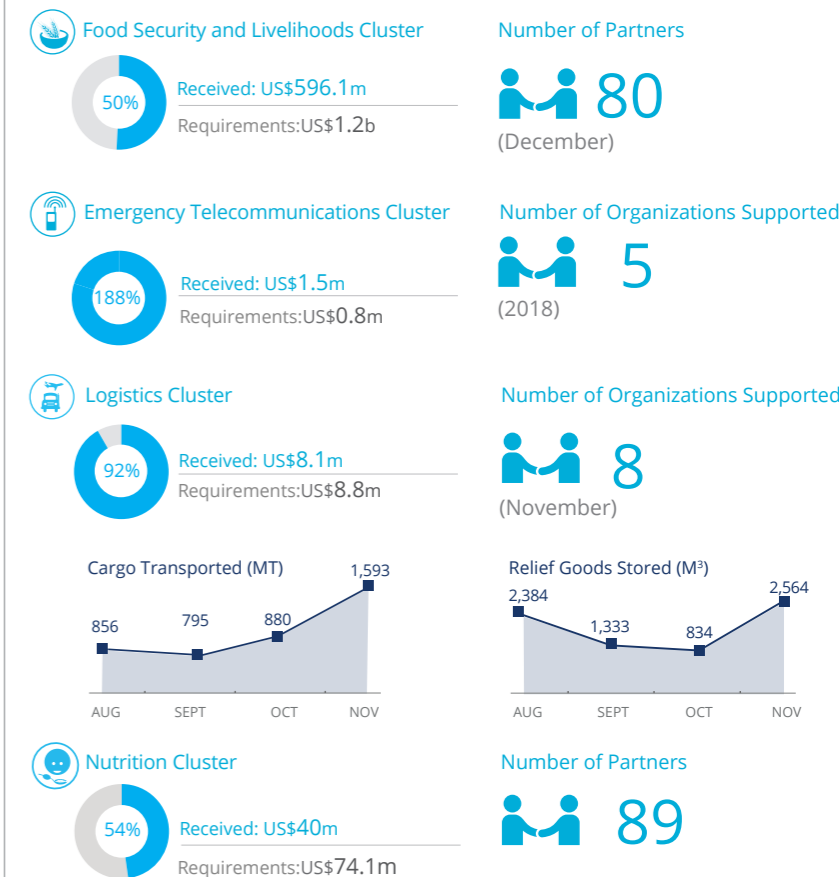 Food Security and Livelihoods Cluster
Number of Partners
50%
Received: US$596.1m
Requirements:US$1.2b
80
(December)
Emergency Telecommunications Cluster
Number of Organizations Supported
188%
Received: US$1.5m
Requirements:US$0.8m
5
(2018)
Logistics Cluster
Number of Organizations Supported
92%
Received: US$8.1m
Requirements:US$8.8m
8
(November)
Cargo Transported (MT)
856
795
880
1,593
AUG SEPT OCT NOV
Relief Goods Stored (M³)
2,384
1,333
834
2,564
AUG SEPT OCT NOV
Nutrition Cluster
Number of Partners
54%
Received: US$40m
Requirements:US$74.1m
89